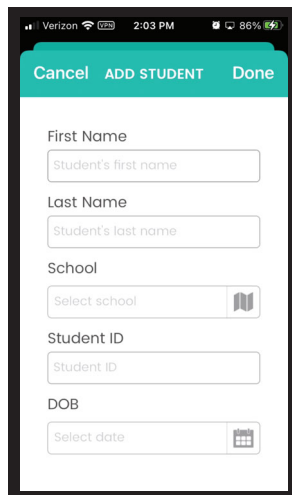 Verizon VPN 2:03 PM 86%
Cancel ADD STUDENT Done
First Name
Student's first name
Last Name
Student's last name
School
Select school
Student ID
Student ID
DOB
Select date